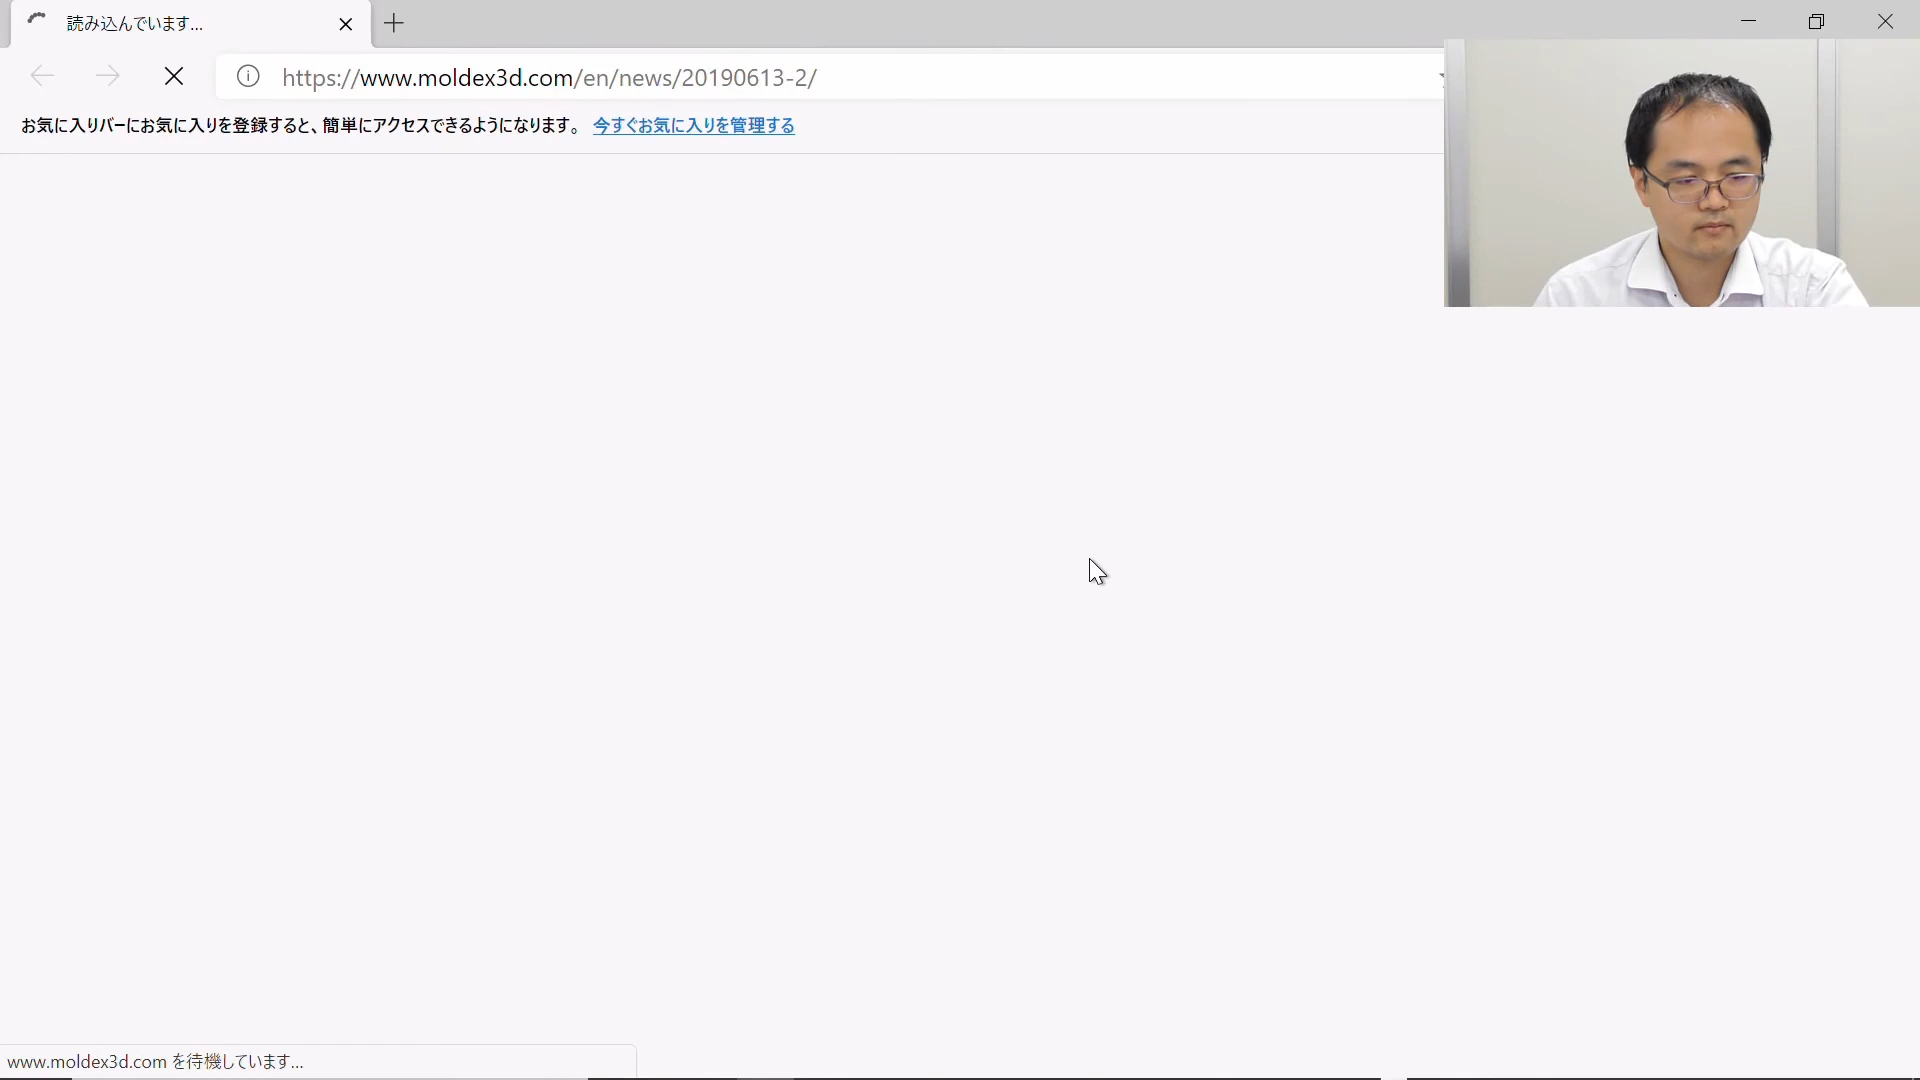 読み込んでいます...
https://www.moldex3d.com/en/news/20190613-2/
お気に入りバーにお気に入りを登録すると、簡単にアクセスできるようになります。 今すぐお気に入りを管理する
www.moldex3d.com を待機しています...